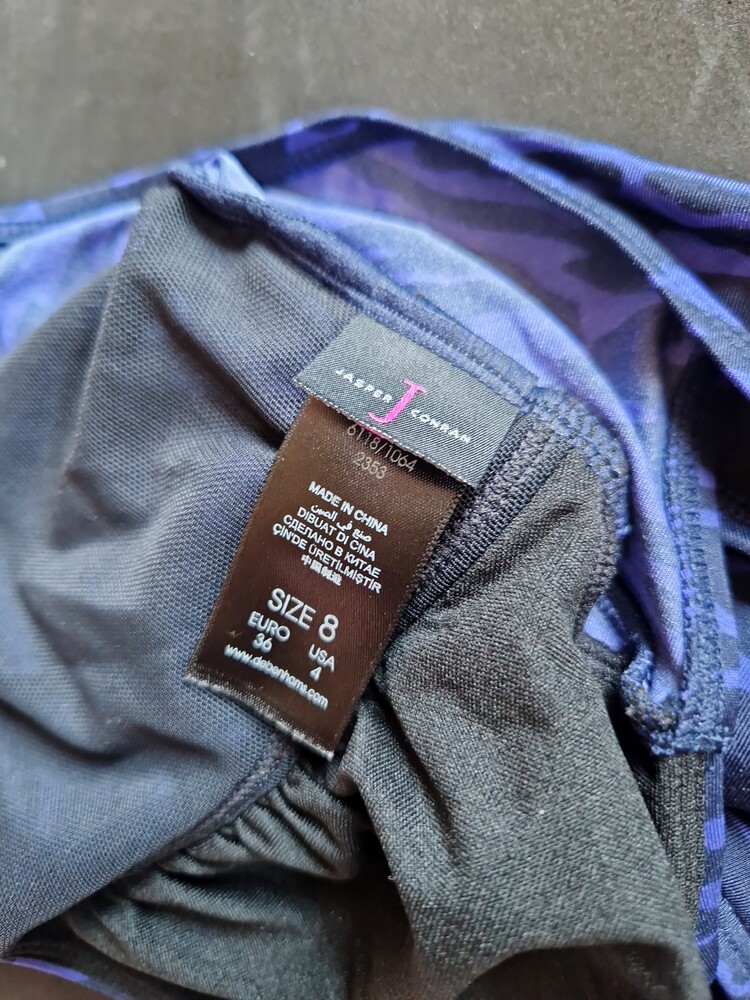 JASPER J CONRAN
6118/1064
2353
MADE IN CHINA
صنع في الصين
DIBUAT DI CINA
СДЕЛАНО В КИТАЕ
ÇİN'DE ÜRETİLMİŞTİR
中國製造
SIZE 8
EURO USA
36 4
www.debenhams.com